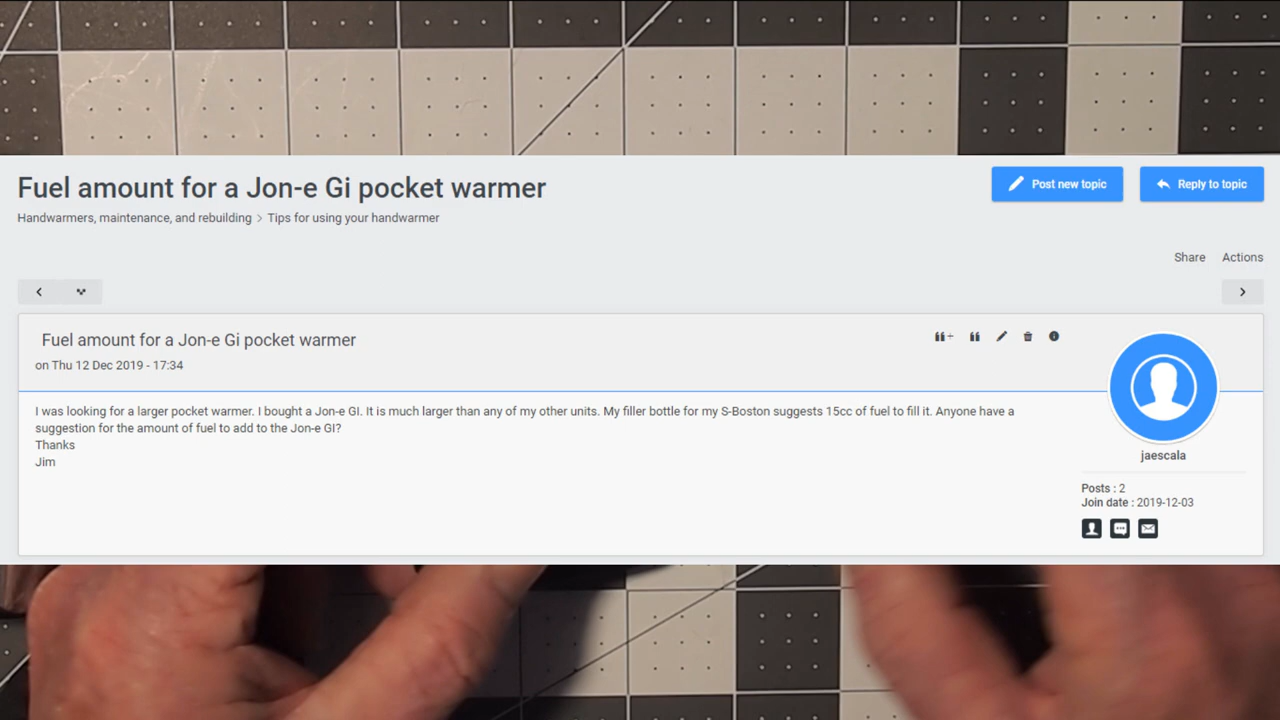 Fuel amount for a Jon-e Gi pocket warmer
Post new topic
Reply to topic
Handwarmers, maintenance, and rebuilding > Tips for using your handwarmer
Share
Actions
Fuel amount for a Jon-e Gi pocket warmer
on Thu 12 Dec 2019 - 17:34
I was looking for a larger pocket warmer. I bought a Jon-e GI. It is much larger than any of my other units. My filler bottle for my S-Boston suggests 15cc of fuel to fill it. Anyone have a
suggestion for the amount of fuel to add to the Jon-e GI?
Thanks
Jim
jaescala
Posts : 2
Join date : 2019-12-03